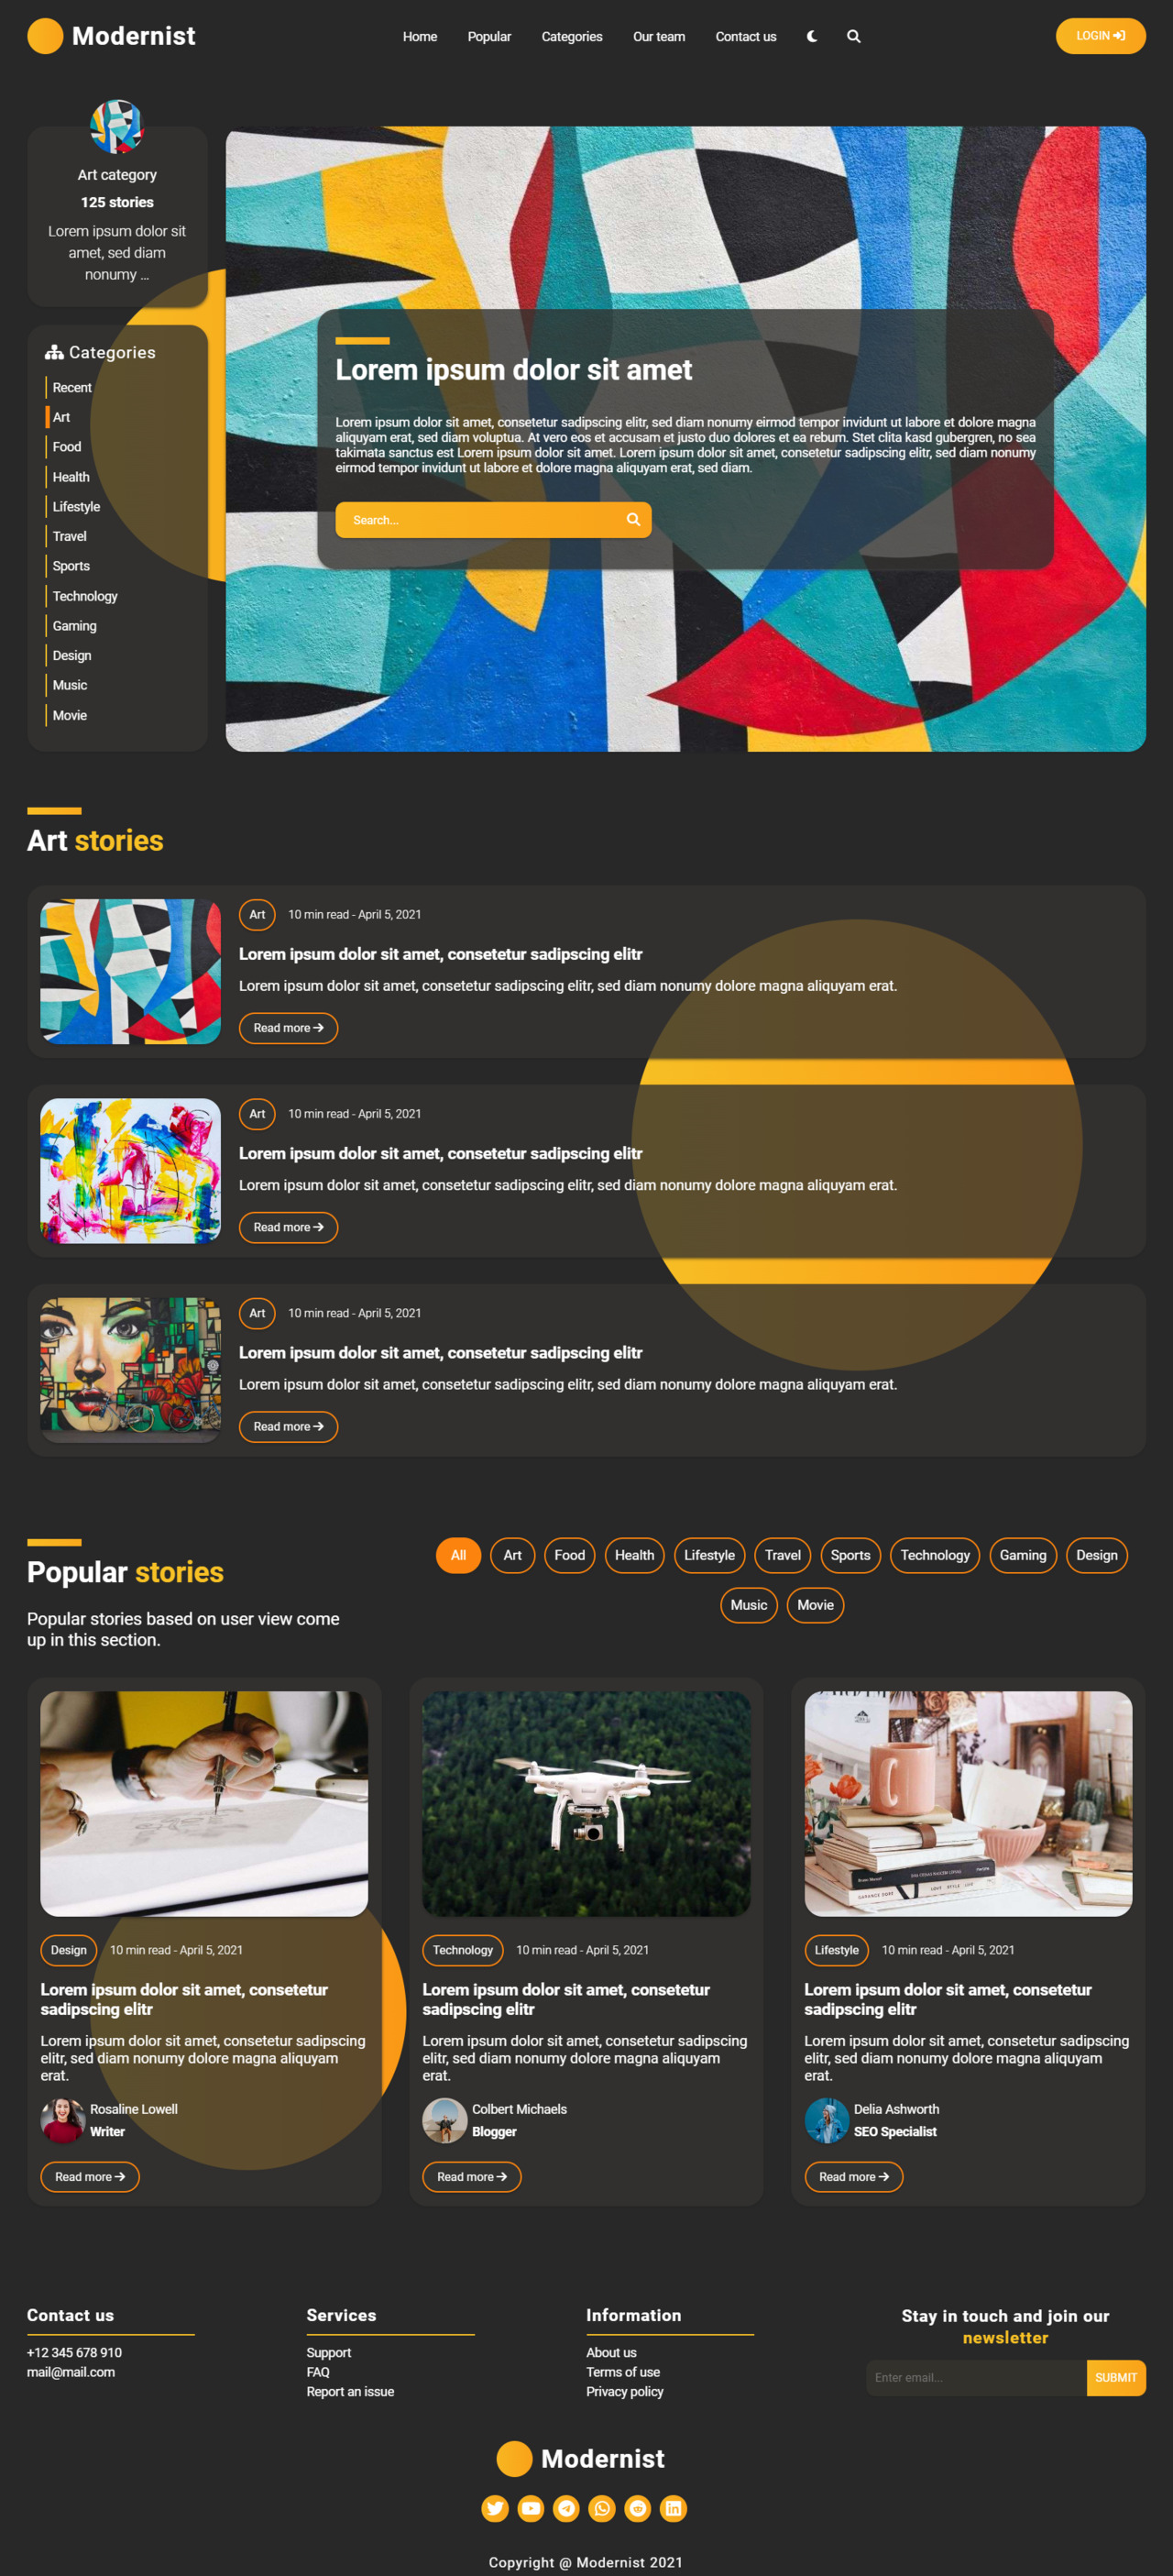 Modernist
Home
Popular
Categories
Our team
Contact us
LOGIN
Art category
125 stories
Lorem ipsum dolor sit
amet, sed diam
nonumy ...
Categories
Recent
Art
Food
Health
Lifestyle
Travel
Sports
Technology
Gaming
Design
Music
Movie
Lorem ipsum dolor sit amet
Lorem ipsum dolor sit amet, consetetur sadipscing elitr, sed diam nonumy eirmod tempor invidunt ut labore et dolore magna
aliquyam erat, sed diam voluptua. At vero eos et accusam et justo duo dolores et ea rebum. Stet clita kasd gubergren, no sea
takimata sanctus est Lorem ipsum dolor sit amet. Lorem ipsum dolor sit amet, consetetur sadipscing elitr, sed diam nonumy
eirmod tempor invidunt ut labore et dolore magna aliquyam erat, sed diam.
Search...
Art stories
Art
10 min read - April 5, 2021
Lorem ipsum dolor sit amet, consetetur sadipscing elitr
Lorem ipsum dolor sit amet, consetetur sadipscing elitr, sed diam nonumy dolore magna aliquyam erat.
Read more
Art
10 min read - April 5, 2021
Lorem ipsum dolor sit amet, consetetur sadipscing elitr
Lorem ipsum dolor sit amet, consetetur sadipscing elitr, sed diam nonumy dolore magna aliquyam erat.
Read more
Art
10 min read - April 5, 2021
Lorem ipsum dolor sit amet, consetetur sadipscing elitr
Lorem ipsum dolor sit amet, consetetur sadipscing elitr, sed diam nonumy dolore magna aliquyam erat.
Read more
Popular stories
Popular stories based on user view come
up in this section.
All
Art
Food
Health
Lifestyle
Travel
Sports
Technology
Gaming
Design
Music
Movie
Design
10 min read - April 5, 2021
Lorem ipsum dolor sit amet, consetetur
sadipscing elitr
Lorem ipsum dolor sit amet, consetetur sadipscing
elitr, sed diam nonumy dolore magna aliquyam
erat.
Rosaline Lowell
Writer
Read more
Technology
10 min read - April 5, 2021
Lorem ipsum dolor sit amet, consetetur
sadipscing elitr
Lorem ipsum dolor sit amet, consetetur sadipscing
elitr, sed diam nonumy dolore magna aliquyam
erat.
Colbert Michaels
Blogger
Read more
Lifestyle
10 min read - April 5, 2021
Lorem ipsum dolor sit amet, consetetur
sadipscing elitr
Lorem ipsum dolor sit amet, consetetur sadipscing
elitr, sed diam nonumy dolore magna aliquyam
erat.
Delia Ashworth
SEO Specialist
Read more
Contact us
+12 345 678 910
mail@mail.com
Services
Support
FAQ
Report an issue
Information
About us
Terms of use
Privacy policy
Stay in touch and join our
newsletter
Enter email...
SUBMIT
Modernist
Copyright @ Modernist 2021